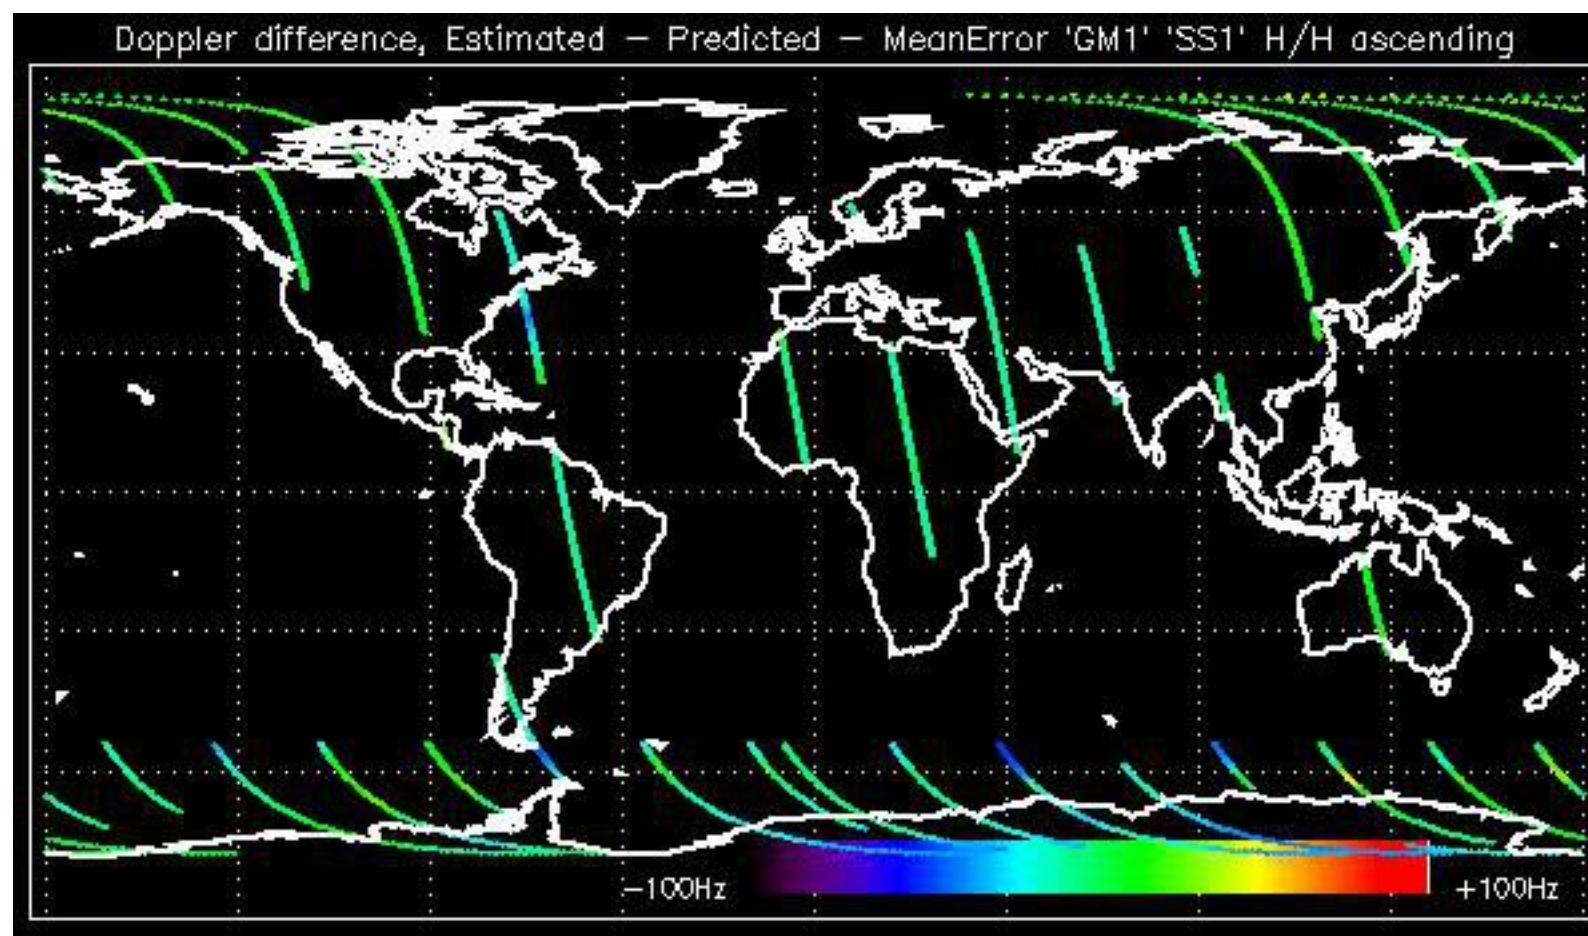 Doppler difference, Estimated — Predicted — MeanError 'GM1' 'SS1' H/H ascending
−100Hz
+100Hz